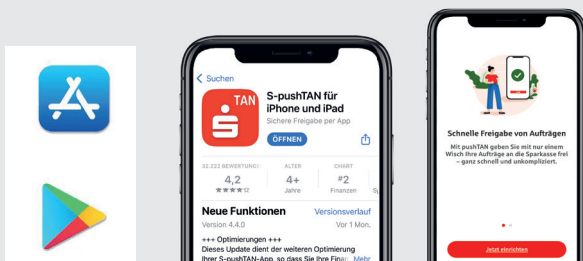 Suchen
TAN
S-pushTAN für
iPhone und iPad
Sichere Freigabe per App
ÖFFNEN
32.222 BEWERTUNGE
ALTER
CHART
4,2
4+
#2
Jahre
Finanzen
Neue Funktionen
Versionsverlauf
Version 4.4.0
Vor 1 Mon.
+++ Optimierungen +++
Dieses Update dient der weiteren Optimierung
Ihrer S-pushTAN-App, so dass Sie Ihre Finan
Mehr
Schnelle Freigabe von Aufträgen
Mit pushTAN geben Sie mit nur einem
Wisch Ihre Aufträge an die Sparkasse frei
– ganz schnell und unkompliziert.
Jetzt einrichten